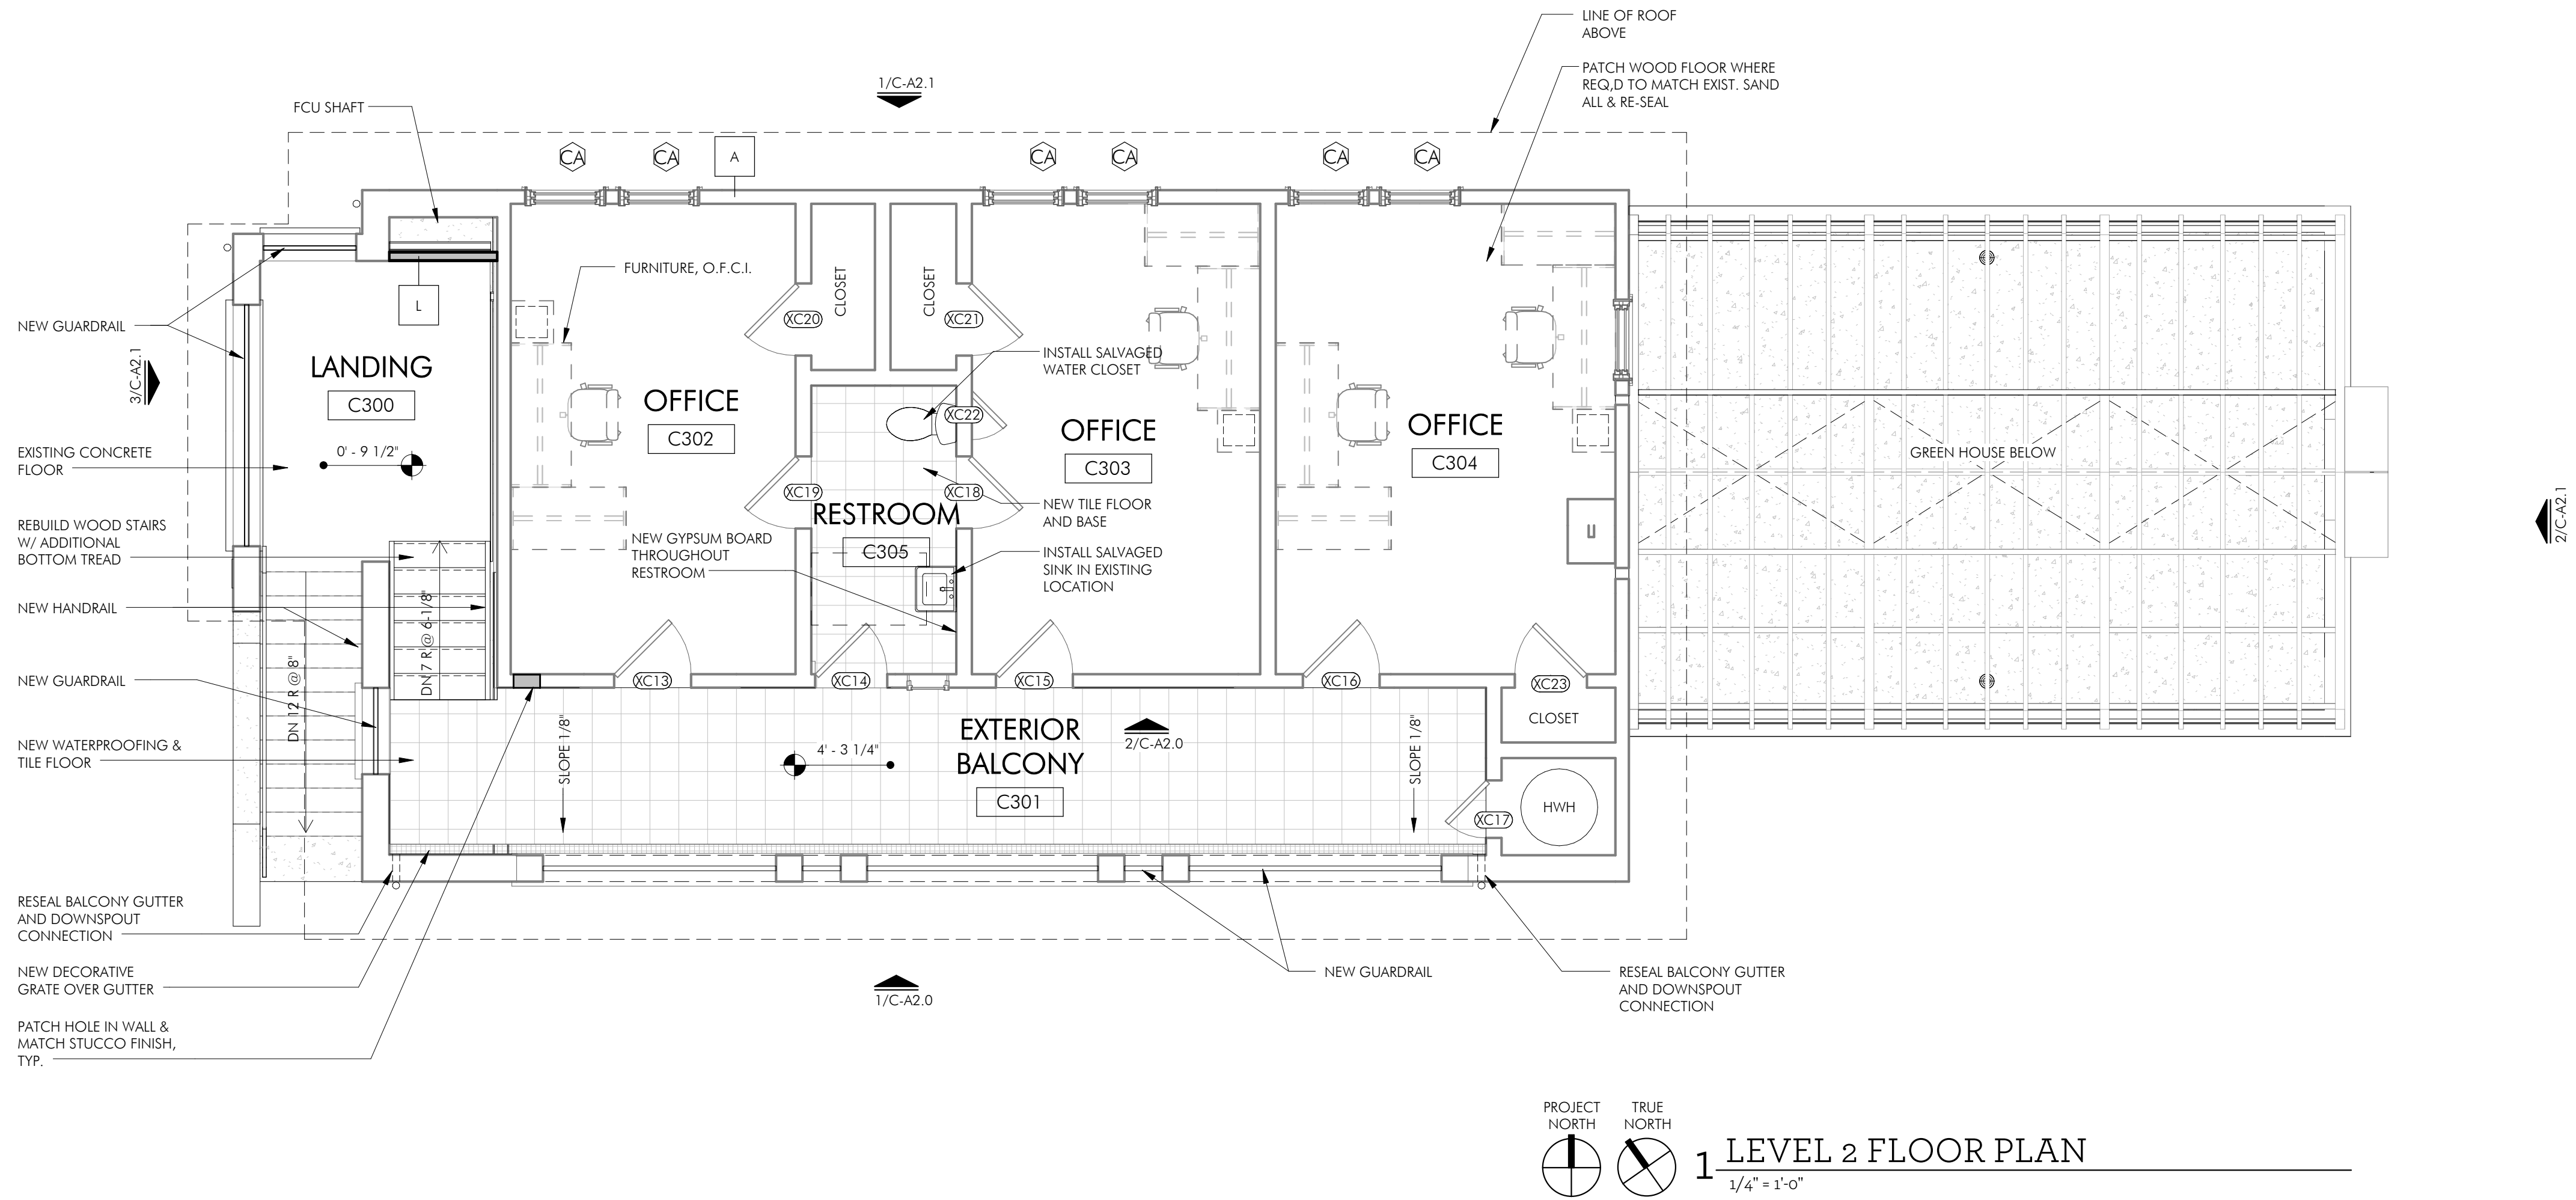 LINE OF ROOF
ABOVE
PATCH WOOD FLOOR WHERE
REQ,D TO MATCH EXIST. SAND
ALL & RE-SEAL
1/C-A2.1
FCU SHAFT
CA
CA
A
CA
CA
CA
CA
FURNITURE, O.F.C.I.
CLOSET
CLOSET
L
XC20
XC21
NEW GUARDRAIL
INSTALL SALVAGED
WATER CLOSET
3/C-A2.1
LANDING
C300
OFFICE
C302
XC22
OFFICE
C303
OFFICE
C304
GREEN HOUSE BELOW
EXISTING CONCRETE
FLOOR
0' - 9 1/2"
XC19
XC18
RESTROOM
C305
NEW TILE FLOOR
AND BASE
2/C-A2.1
REBUILD WOOD STAIRS
W/ ADDITIONAL
BOTTOM TREAD
NEW GYPSUM BOARD
THROUGHOUT
RESTROOM
INSTALL SALVAGED
SINK IN EXISTING
LOCATION
NEW HANDRAIL
DN 7 R @ 6-1/8"
DN 12 R @ 8"
NEW GUARDRAIL
XC13
XC14
XC15
XC16
XC23
CLOSET
NEW WATERPROOFING &
TILE FLOOR
SLOPE 1/8"
4' - 3 1/4"
EXTERIOR
BALCONY
C301
2/C-A2.0
SLOPE 1/8"
XC17
HWH
RESEAL BALCONY GUTTER
AND DOWNSPOUT
CONNECTION
NEW DECORATIVE
GRATE OVER GUTTER
1/C-A2.0
NEW GUARDRAIL
RESEAL BALCONY GUTTER
AND DOWNSPOUT
CONNECTION
PATCH HOLE IN WALL &
MATCH STUCCO FINISH,
TYP.
PROJECT
NORTH
TRUE
NORTH
1 LEVEL 2 FLOOR PLAN
1/4" = 1'-0"